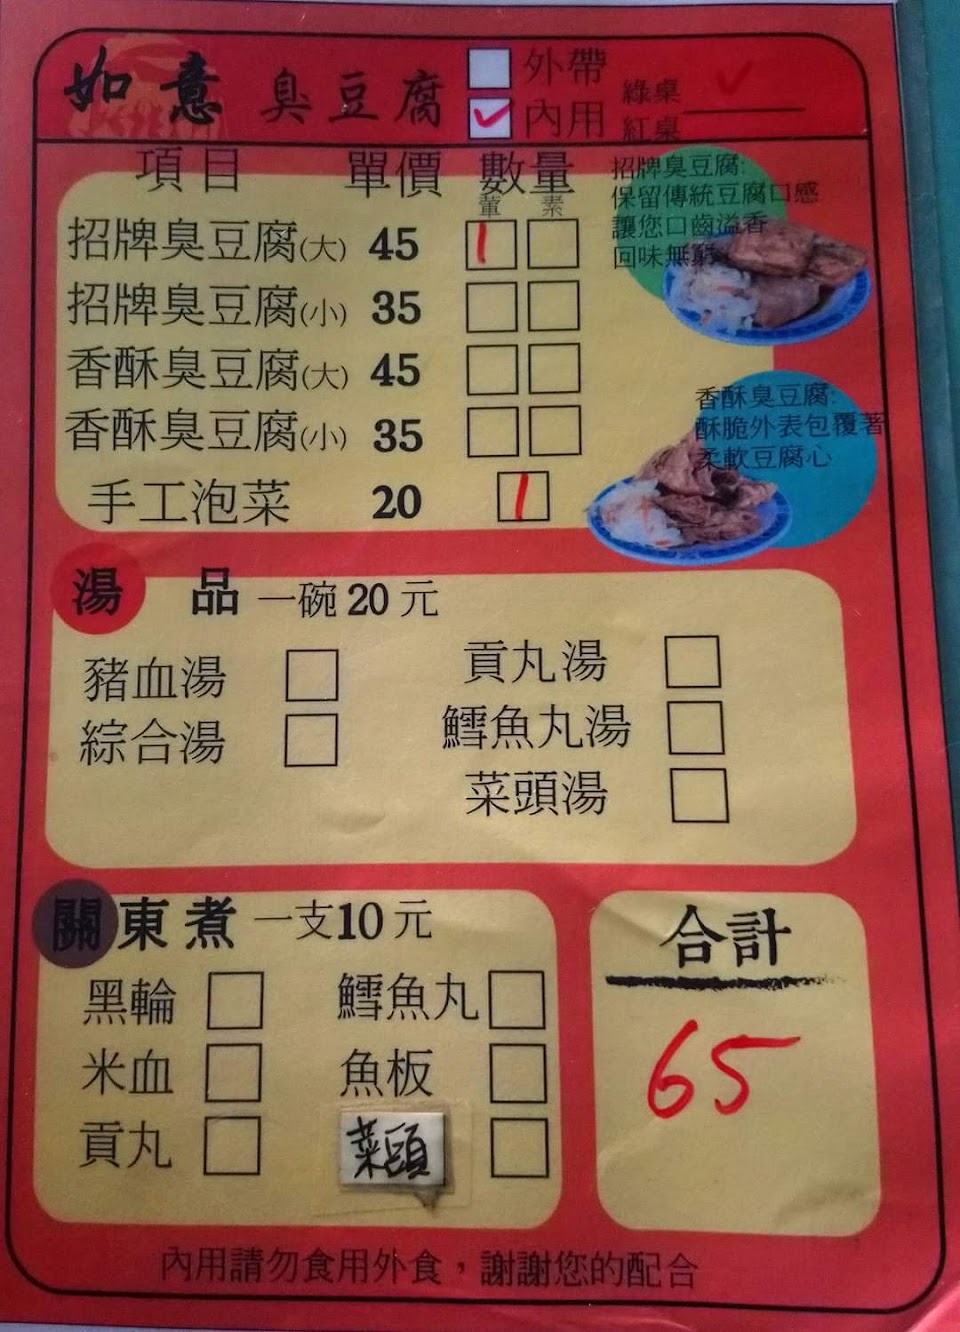 如意 臭豆腐
外帶
內用
綠桌
紅桌
項目 單價 數量
葷 素
招牌臭豆腐(大) 45 1
招牌臭豆腐(小) 35
香酥臭豆腐(大) 45
香酥臭豆腐(小) 35
手工泡菜 20 1
招牌臭豆腐:
保留傳統豆腐口感
讓您口齒溢香
回味無窮
香酥臭豆腐:
酥脆外表包覆著
柔軟豆腐心
湯品 一碗20元
豬血湯 貢丸湯
綜合湯 鱈魚丸湯
菜頭湯
關東煮 一支10元
黑輪 鱈魚丸
米血 魚板
貢丸 菜頭
合計
65
內用請勿食用外食，謝謝您的配合